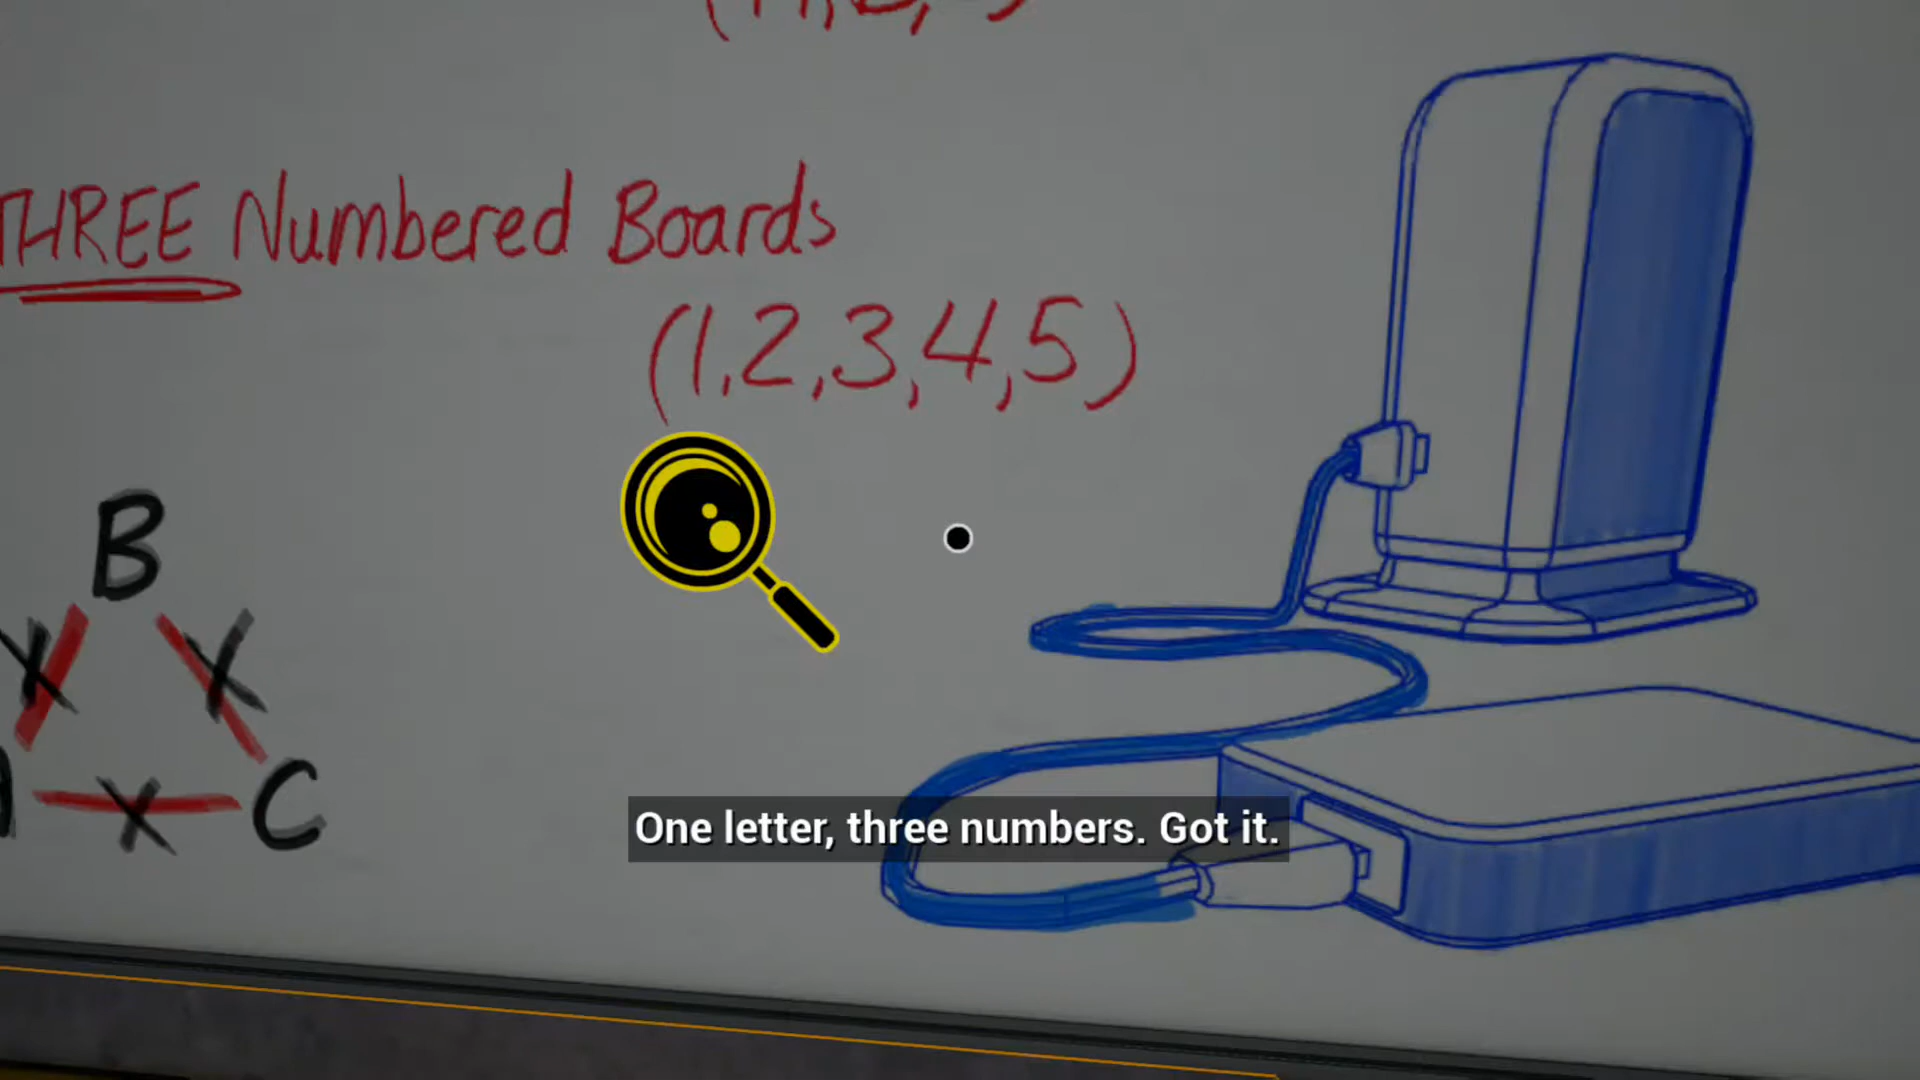 THREE Numbered Boards
(1,2,3,4,5)
B
X X
X C
One letter, three numbers. Got it.